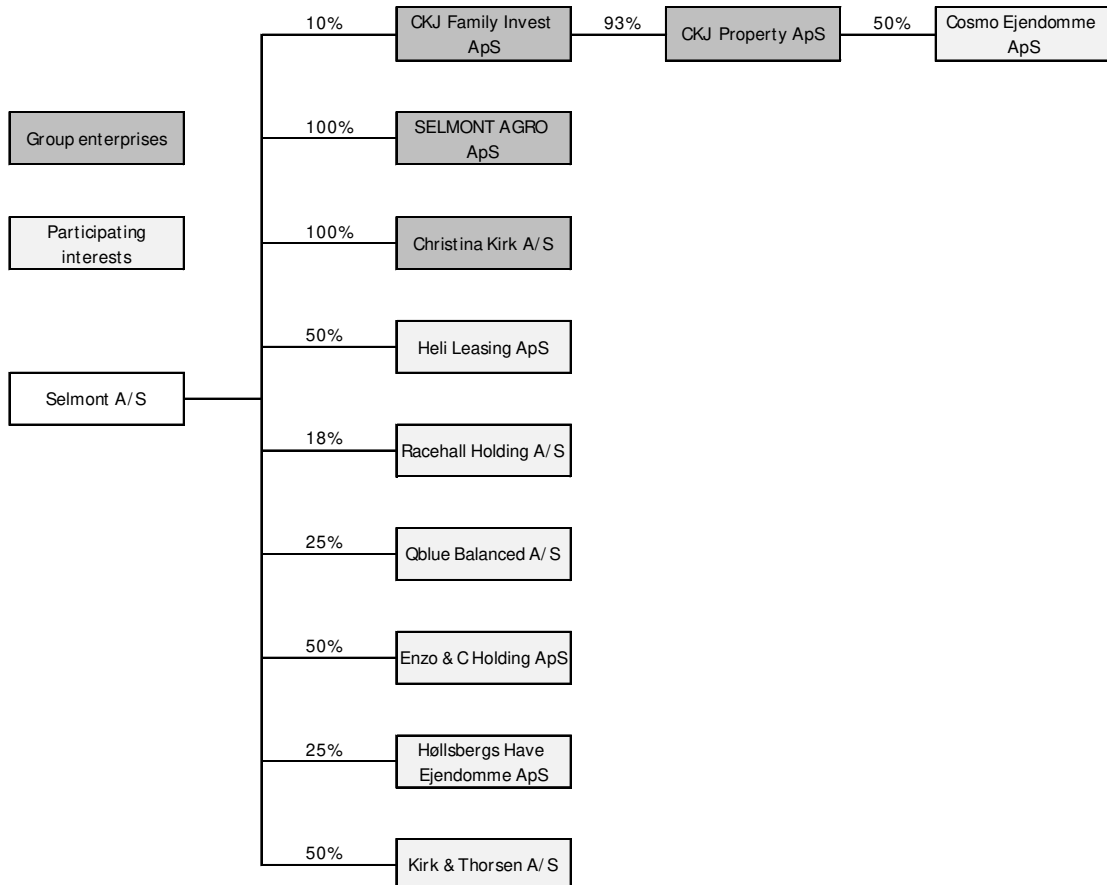 10%
CKJ Family Invest
ApS
93%
CKJ Property ApS
50%
Cosmo Ejendomme
ApS
Group enterprises
100%
SELMONT AGRO
ApS
Participating
interests
100%
Christina Kirk A/S
50%
Heli Leasing ApS
Selmont A/S
18%
Racehall Holding A/S
25%
Qblue Balanced A/S
50%
Enzo & C Holding ApS
25%
Høllsbergs Have
Ejendomme ApS
50%
Kirk & Thorsen A/S